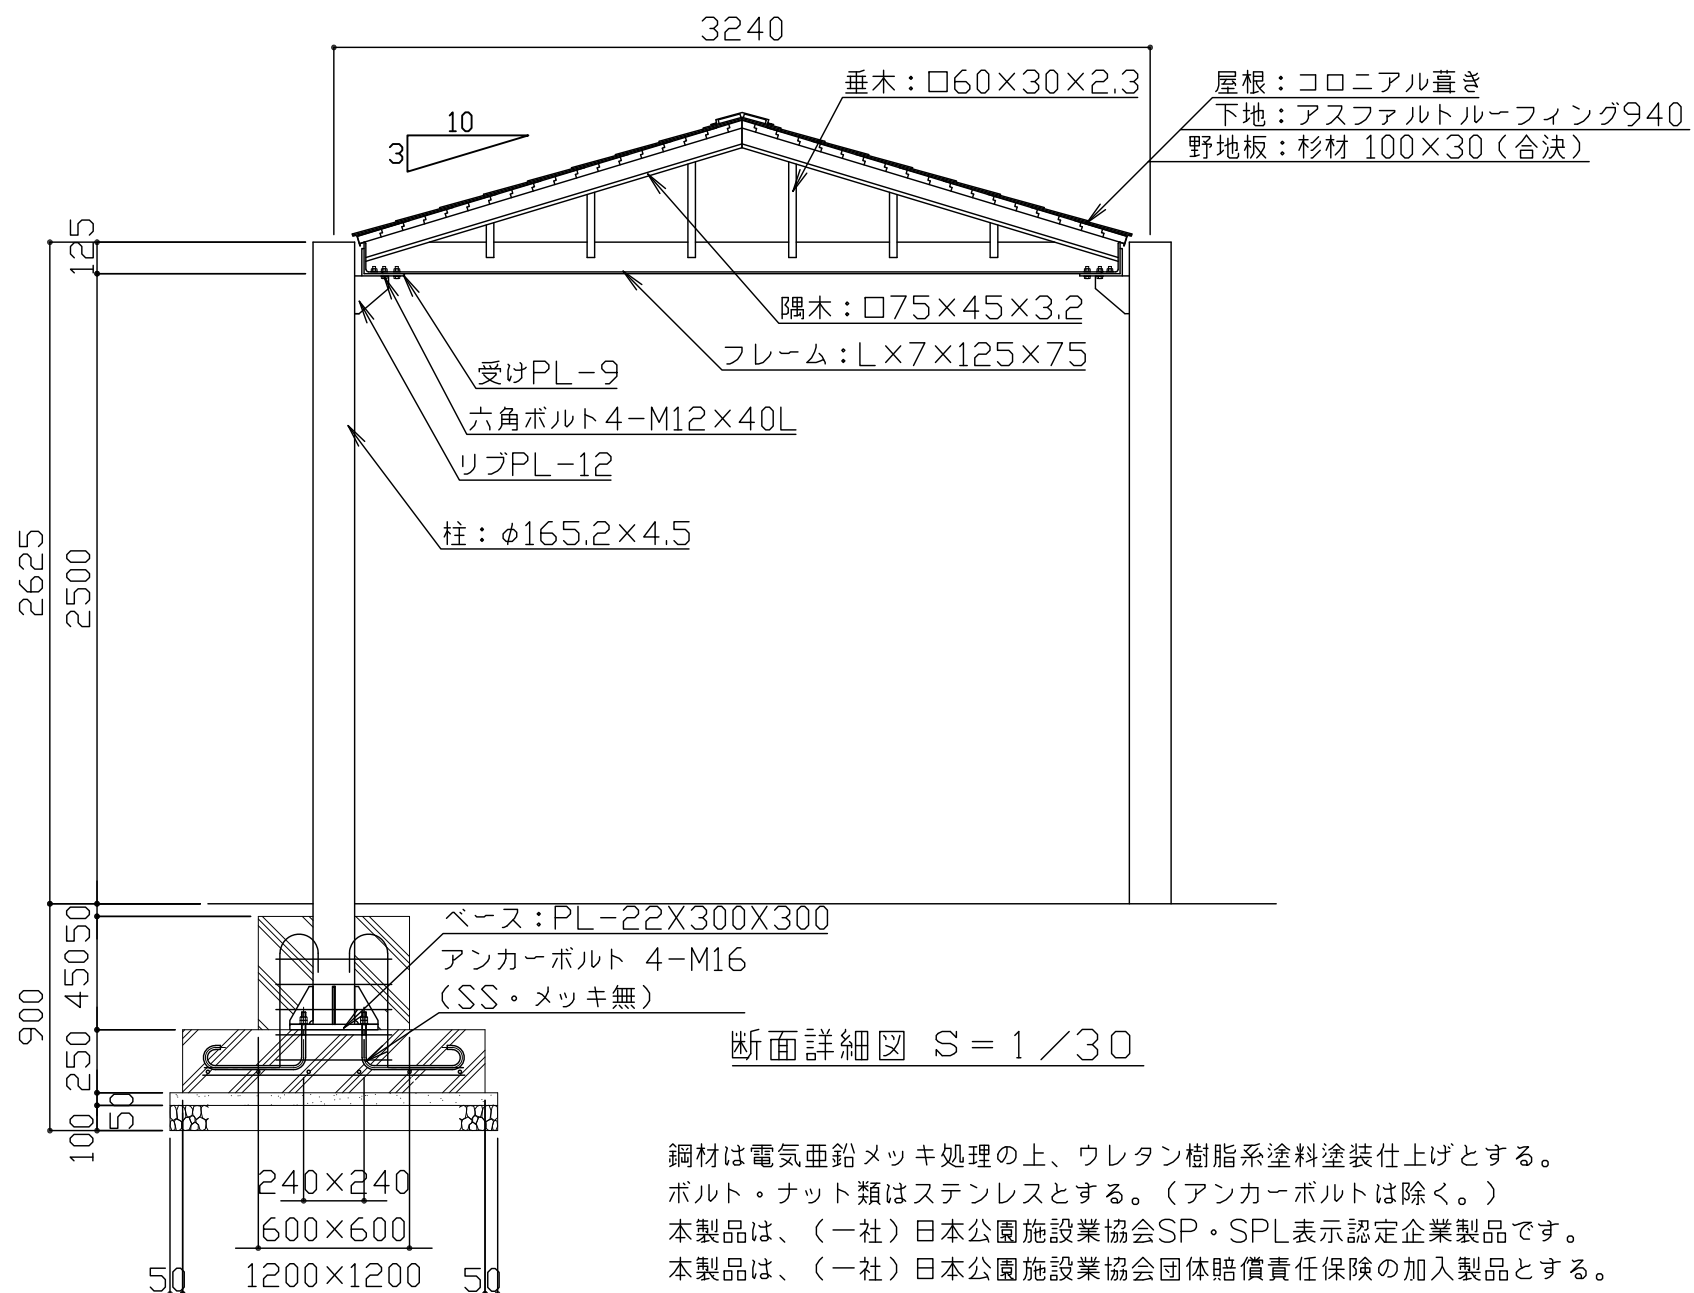 3240
垂木：口60×30×2.3
屋根：コロニアル葺き
下地：アスファルトルーフィング940
野地板：杉材 100×30（合決）
10
3
125
隅木：口75×45×3.2
フレーム：L×7×125×75
受けPL-9
六角ボルト4-M12×40L
リブPL-12
柱：φ165.2×4.5
2625
2500
ベース：PL-22X300X300
アンカーボルト 4-M16
（SS・メッキ無）
50
450
900
250
50
100
断面詳細図 S=1/30
240×240
600×600
50
1200×1200
50
鋼材は電気亜鉛メッキ処理の上、ウレタン樹脂系塗料塗装仕上げとする。
ボルト・ナット類はステンレスとする。（アンカーボルトは除く。）
本製品は、（一社）日本公園施設業協会SP・SPL表示認定企業製品です。
本製品は、（一社）日本公園施設業協会団体賠償責任保険の加入製品とする。